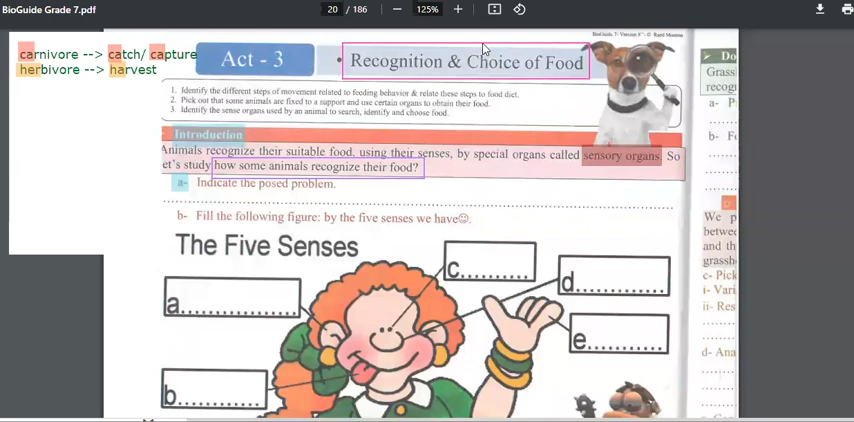 BioGuide Grade 7.pdf
20 / 186
125%
carnivore --> catch/ capture
herbivore --> harvest
BioGuide 7- Version 8
Act - 3
• Recognition & Choice of Food
1. Identify the different steps of movement related to feeding behavior & relate these steps to food diet.
2. Pick out that some animals are fixed to a support and use certain organs to obtain their food.
3. Identify the sense organs used by an animal to search, identify and choose food.
Introduction
Animals recognize their suitable food, using their senses, by special organs called sensory organs. So
let's study how some animals recognize their food?
a- Indicate the posed problem.
b- Fill the following figure: by the five senses we have☺.
The Five Senses
a..........
b..........
c..........
d..........
e..........
➤ Do
Grass
recogn
a- P
b- F
We p
betwe
and th
grassh
c- Pick
i- Vari
ii- Res
d- Ana